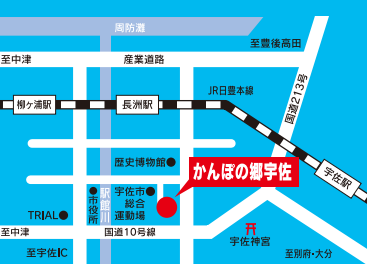 周防灘
至豊後高田
至中津
産業道路
国道213号
JR日豊本線
柳ヶ浦駅
長洲駅
宇佐駅
歴史博物館
かんぽの郷宇佐
市役所
駅館川
宇佐市
総合
運動場
TRIAL
至中津
国道10号線
宇佐神宮
至宇佐IC
至別府・大分